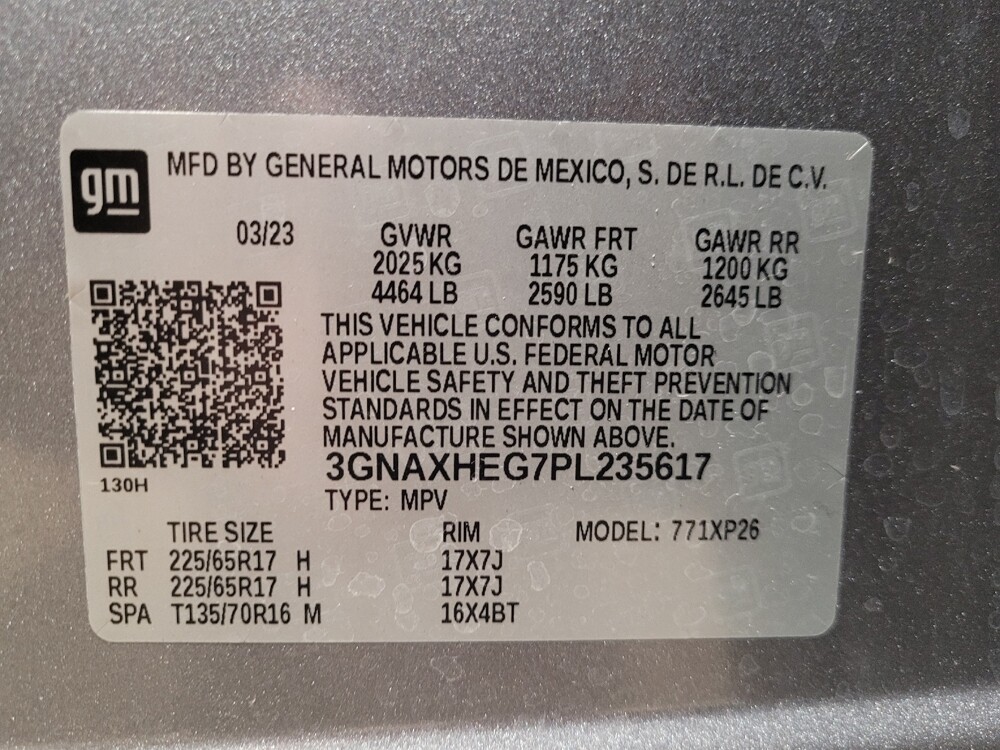 gm
MFD BY GENERAL MOTORS DE MEXICO, S. DE R.L. DE C.V.
03/23 GVWR GAWR FRT GAWR RR
2025 KG 1175 KG 1200 KG
4464 LB 2590 LB 2645 LB
THIS VEHICLE CONFORMS TO ALL
APPLICABLE U.S. FEDERAL MOTOR
VEHICLE SAFETY AND THEFT PREVENTION
STANDARDS IN EFFECT ON THE DATE OF
MANUFACTURE SHOWN ABOVE.
3GNAXHEG7PL235617
130H
TYPE: MPV
TIRE SIZE RIM MODEL: 771XP26
FRT 225/65R17 H 17X7J
RR 225/65R17 H 17X7J
SPA T135/70R16 M 16X4BT